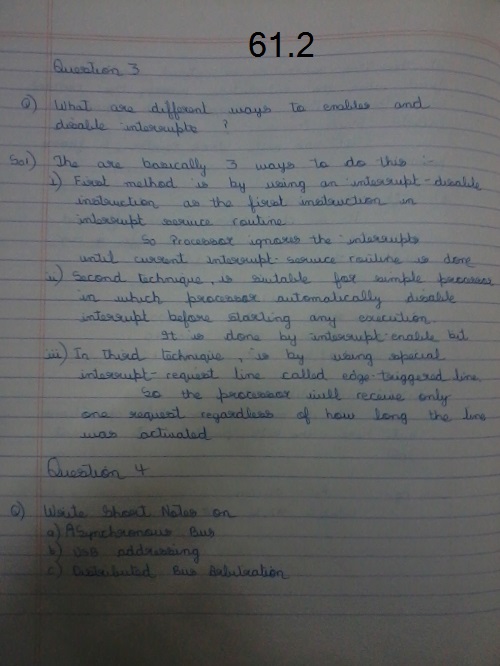 61.2
Question 3
Q) What are different ways to enables and
disable interrupts ?
Sol) The are basically 3 ways to do this :-
i) First method is by using an interrupt-disable
instruction as the first instruction in
interrupt service routine
So Processor ignores the interrupts
until current interrupt-service routine is done
ii) Second technique, is suitable for simple processor
in which processor automatically disable
interrupt before starting any execution.
It is done by interrupt-enable bit
iii) In third technique, is by using special
interrupt-request line called edge-triggered line
So the processor will receive only
one request regardless of how long the line
was activated
Question 4
Q) Write Short Notes on
a) ASynchronous Bus
b) USB addressing
c) Distributed Bus Arbitration